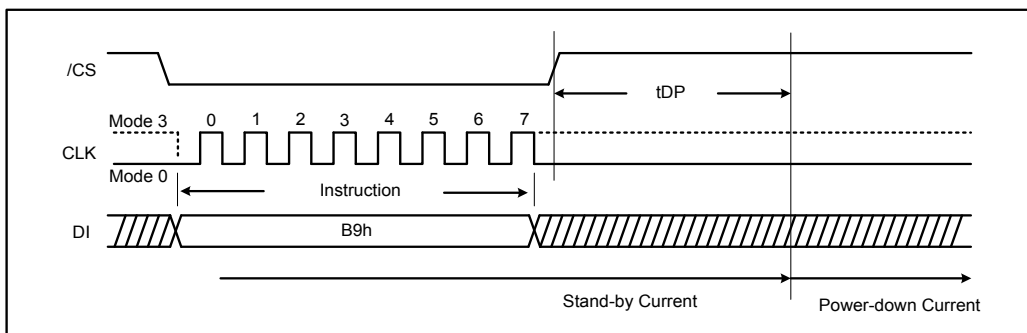 /CS
tDP
Mode 3
0 1 2 3 4 5 6 7
CLK
Mode 0
Instruction
DI
B9h
Stand-by Current
Power-down Current